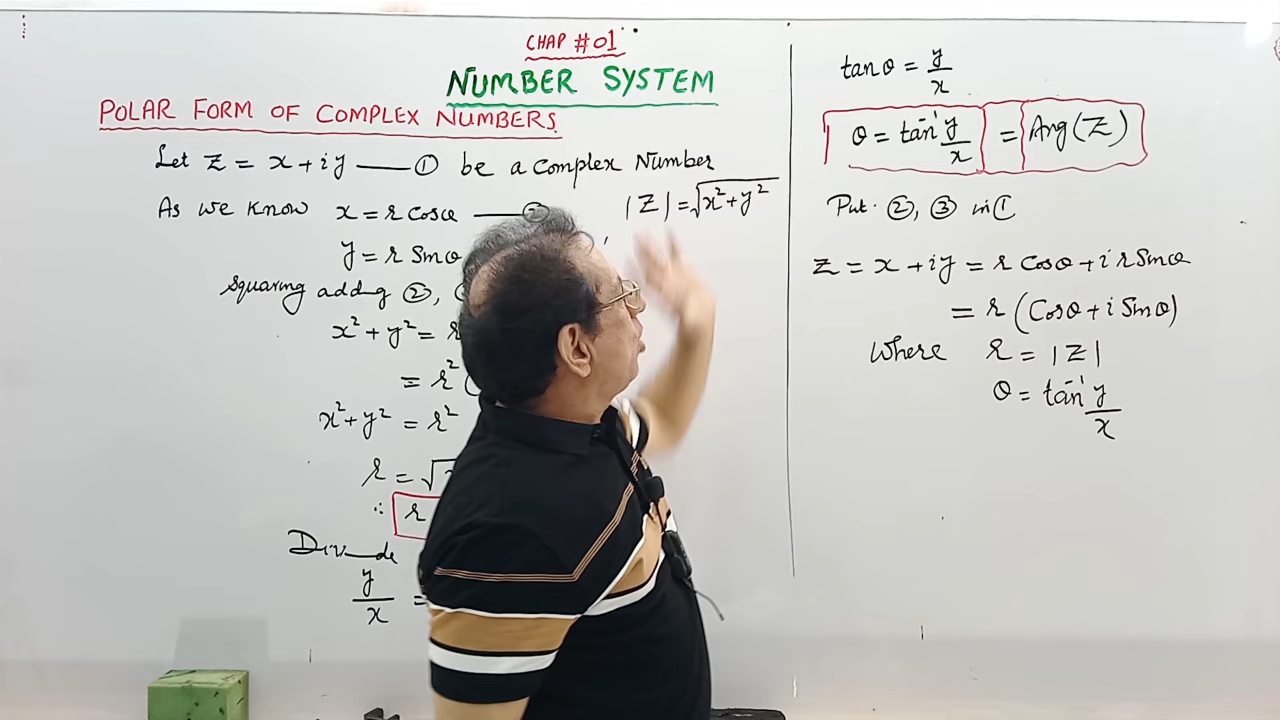 CHAP #01
NUMBER SYSTEM
POLAR FORM OF COMPLEX NUMBERS
Let Z = x + iy —— ① be a Complex Number
As we know x = r Cosθ —— ②
|Z| = √x²+y²
y = r Sinθ
Squaring adding ②,
x² + y² =
= r² (
x² + y² = r²
r = √
∴ r
Divide
y/x =
tanθ = y/x
θ = tan⁻¹ y/x = Arg(Z)
Put ②, ③ in ①
Z = x + iy = r Cosθ + i r Sinθ
= r (Cosθ + i Sinθ)
Where r = |Z|
θ = tan⁻¹ y/x